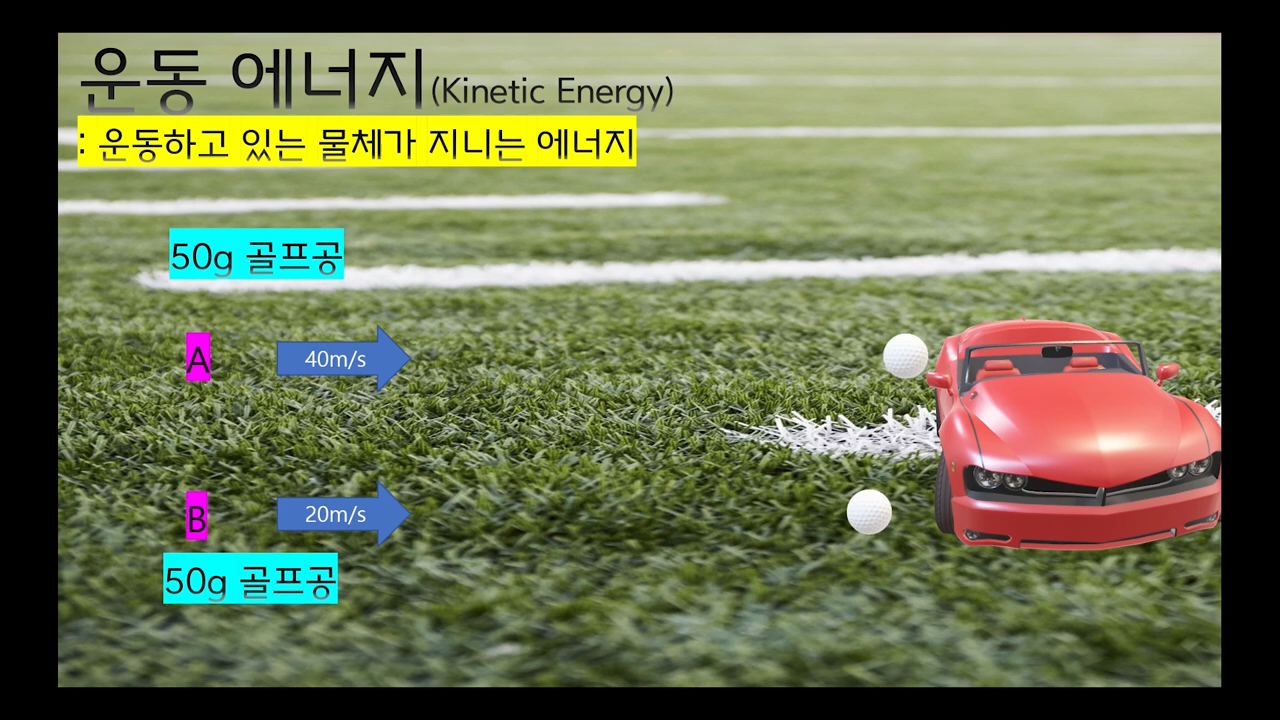 운동 에너지(Kinetic Energy)
: 운동하고 있는 물체가 지니는 에너지
50g 골프공
A
40m/s
B
20m/s
50g 골프공